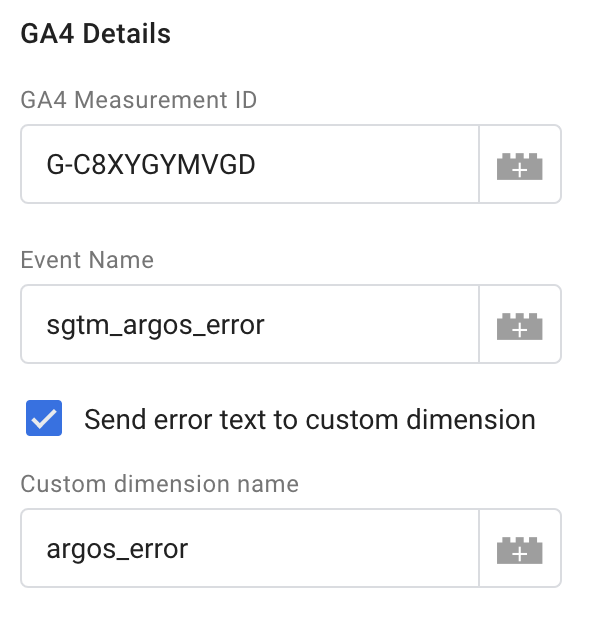 GA4 Details
GA4 Measurement ID
G-C8XYGYMVGD
Event Name
sgtm_argos_error
Send error text to custom dimension
Custom dimension name
argos_error